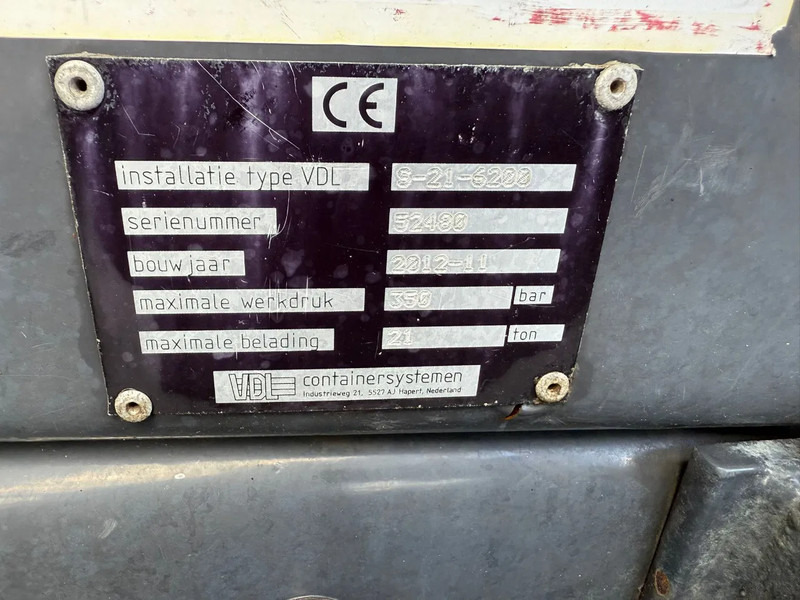 CE
installatie type VDL S-21-6200
serienummer 52480
bouwjaar 2012-11
maximale werkdruk 350 bar
maximale belading 21 ton
VDL containersystemen
Industrieweg 21, 5527 AJ Hapert, Nederland